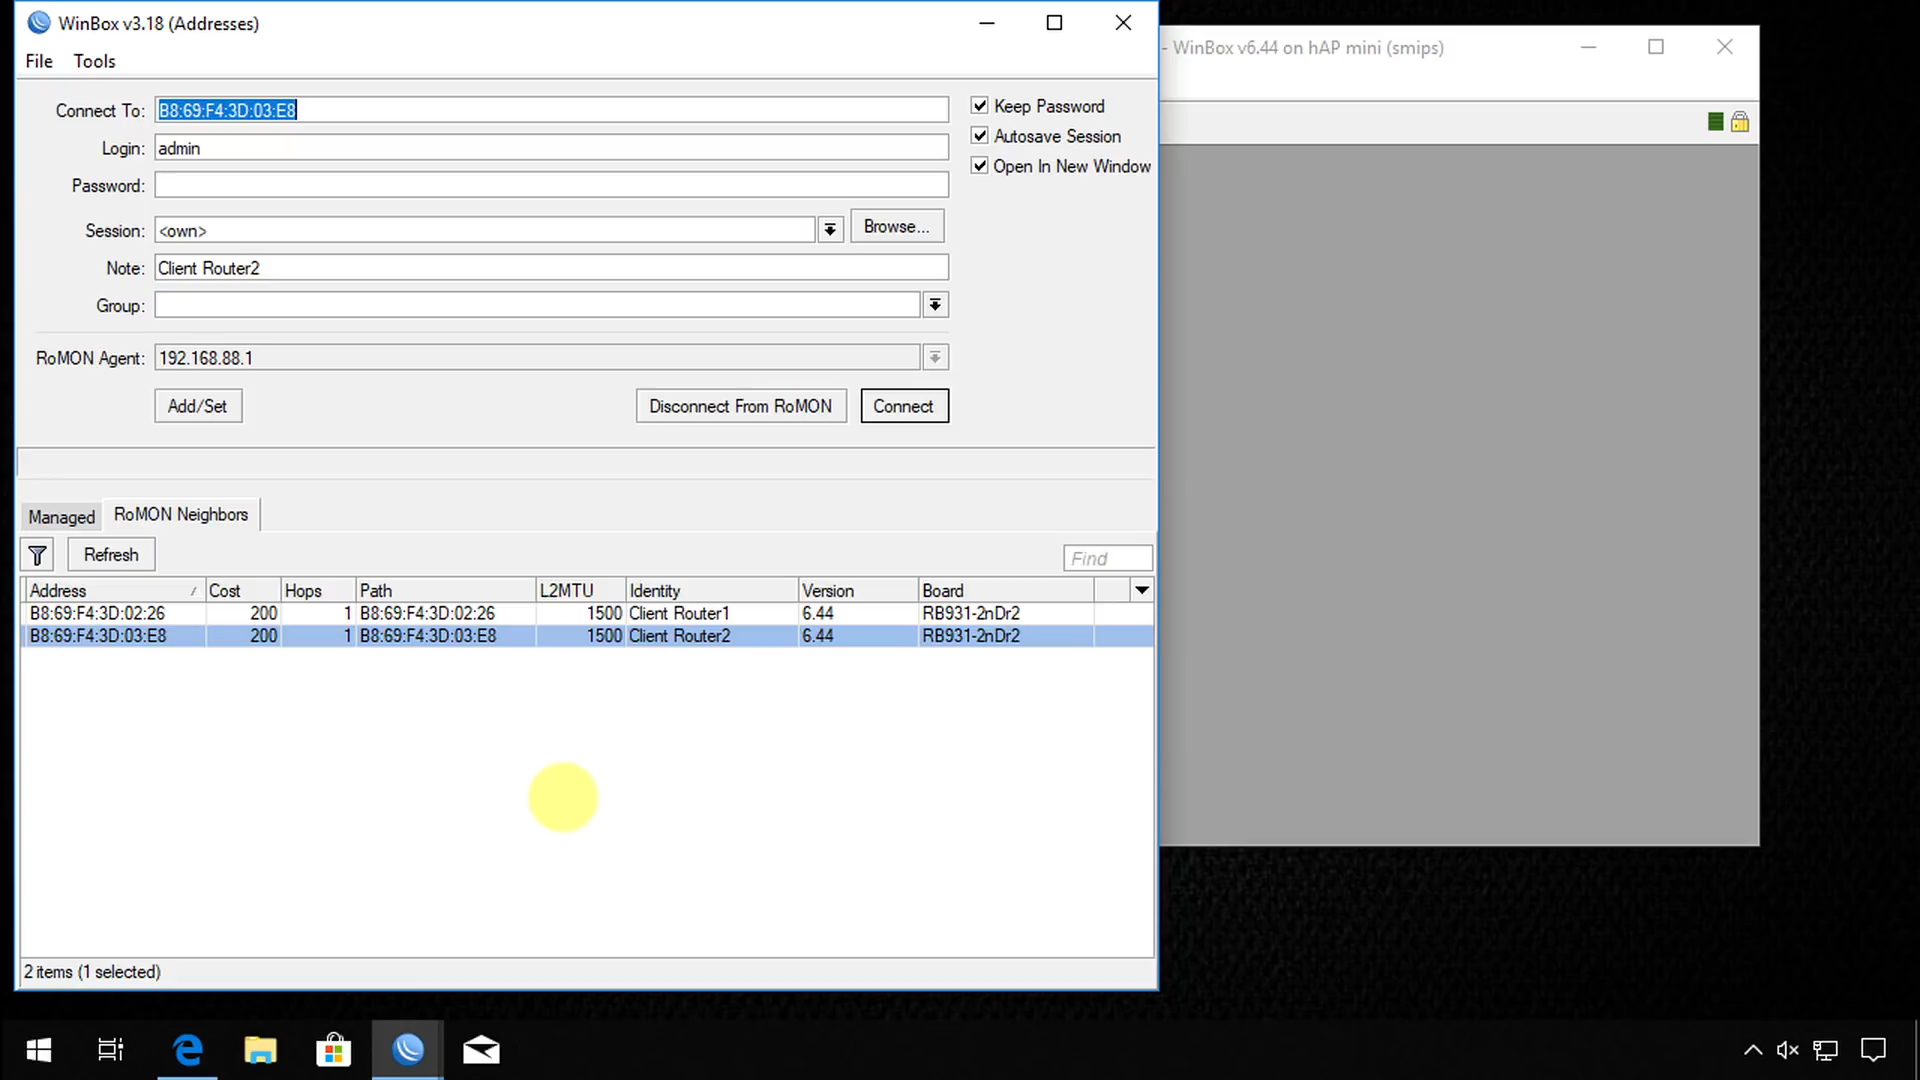 WinBox v3.18 (Addresses)
- WinBox v6.44 on hAP mini (smips)
File Tools
Connect To: B8:69:F4:3D:03:E8
Keep Password
Login: admin
Autosave Session
Password:
Open In New Window
Session: <own> Browse...
Note: Client Router2
Group:
RoMON Agent: 192.168.88.1
Add/Set Disconnect From RoMON Connect
Managed RoMON Neighbors
Refresh Find
Address Cost Hops Path L2MTU Identity Version Board
B8:69:F4:3D:02:26 200 1 B8:69:F4:3D:02:26 1500 Client Router1 6.44 RB931-2nDr2
B8:69:F4:3D:03:E8 200 1 B8:69:F4:3D:03:E8 1500 Client Router2 6.44 RB931-2nDr2
2 items (1 selected)